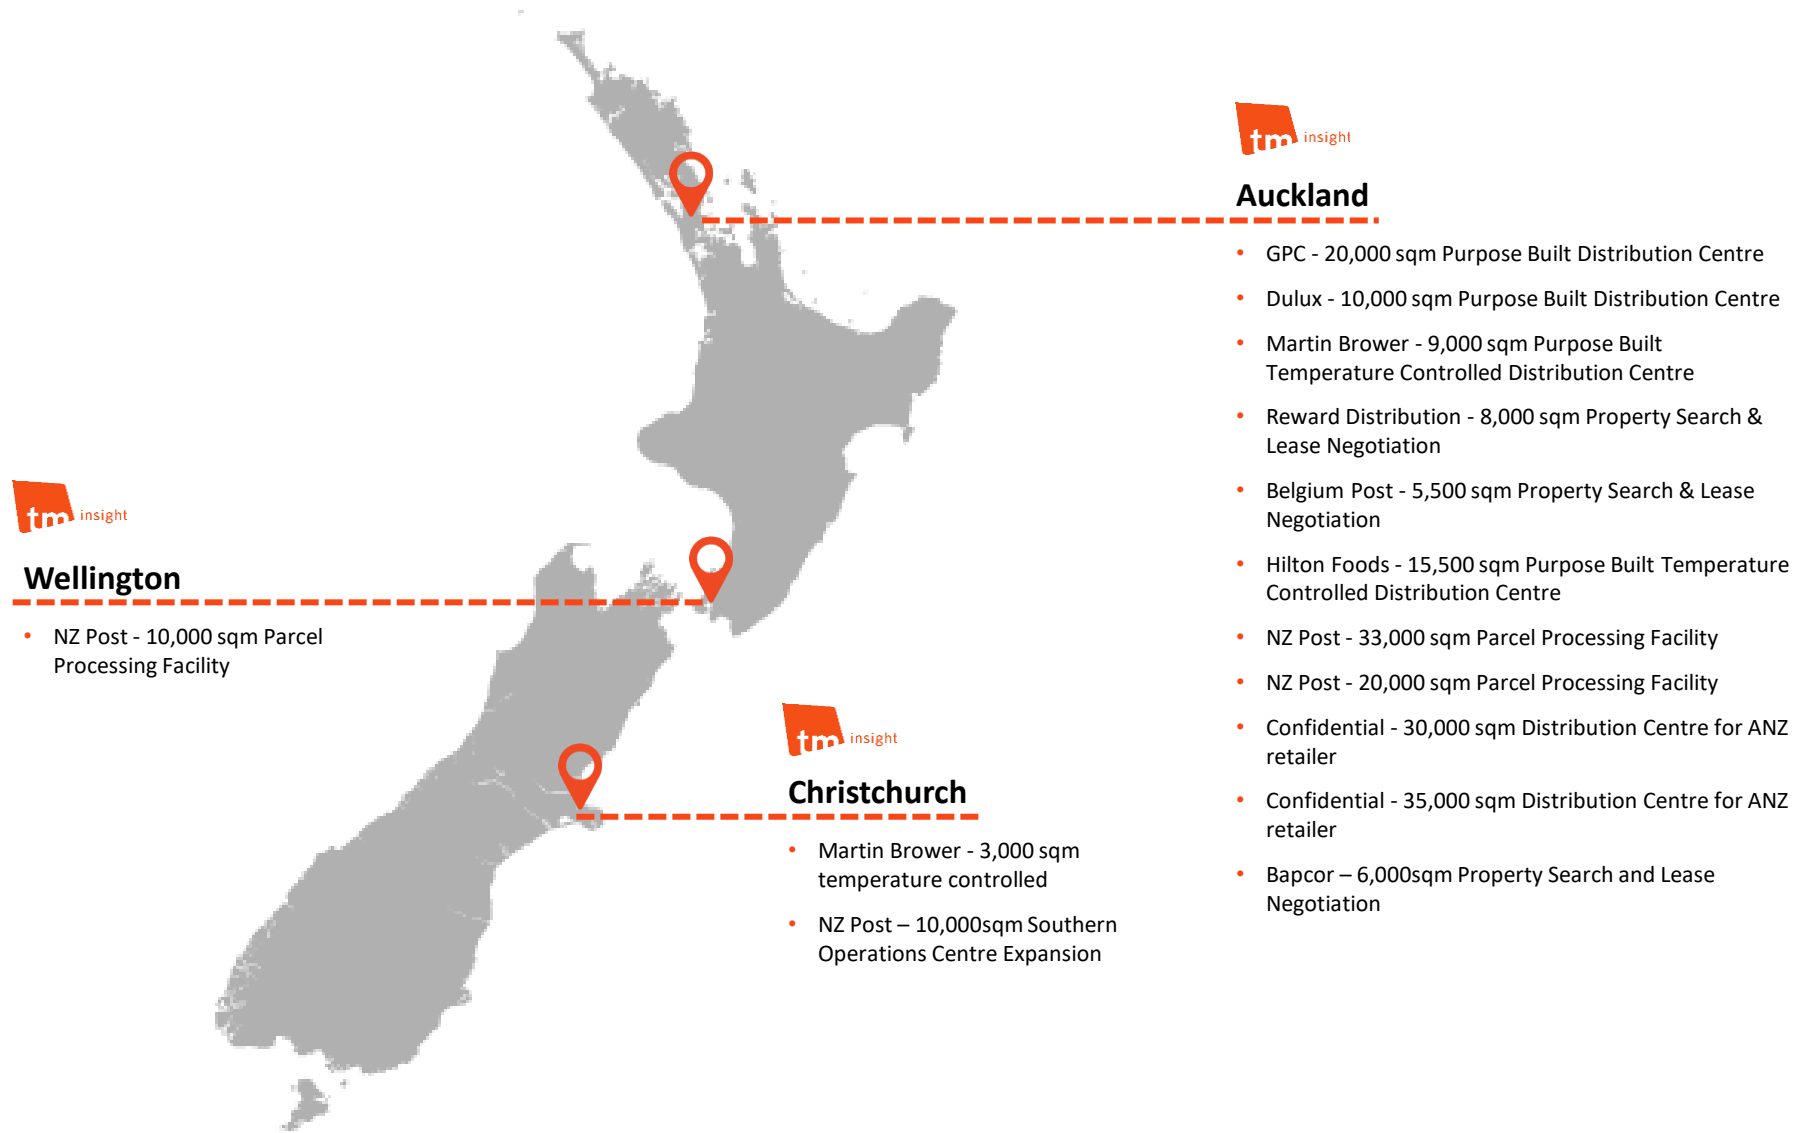 tm insight
Auckland
• GPC - 20,000 sqm Purpose Built Distribution Centre
• Dulux - 10,000 sqm Purpose Built Distribution Centre
• Martin Brower - 9,000 sqm Purpose Built
Temperature Controlled Distribution Centre
• Reward Distribution - 8,000 sqm Property Search &
Lease Negotiation
• Belgium Post - 5,500 sqm Property Search & Lease
Negotiation
• Hilton Foods - 15,500 sqm Purpose Built Temperature
Controlled Distribution Centre
• NZ Post - 33,000 sqm Parcel Processing Facility
• NZ Post - 20,000 sqm Parcel Processing Facility
• Confidential - 30,000 sqm Distribution Centre for ANZ
retailer
• Confidential - 35,000 sqm Distribution Centre for ANZ
retailer
• Bapcor – 6,000sqm Property Search and Lease
Negotiation
tm insight
Wellington
• NZ Post - 10,000 sqm Parcel
Processing Facility
tm insight
Christchurch
• Martin Brower - 3,000 sqm
temperature controlled
• NZ Post – 10,000sqm Southern
Operations Centre Expansion